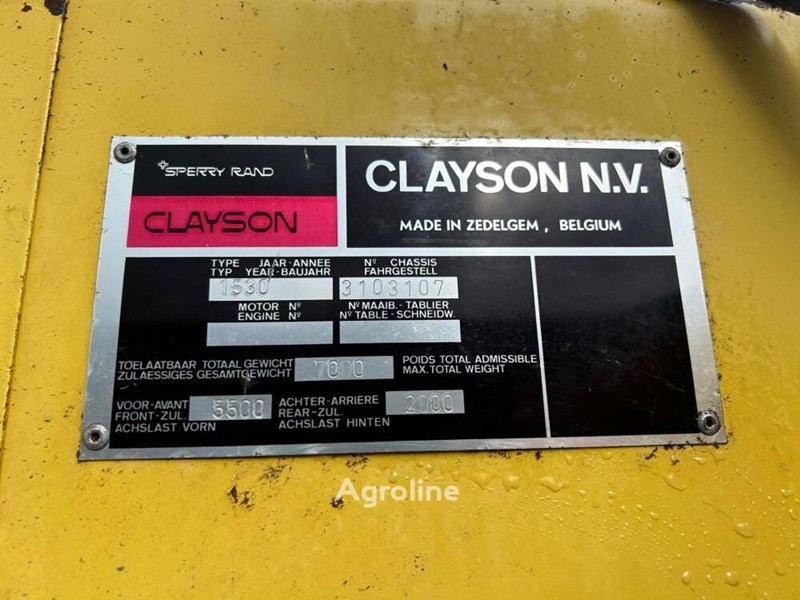 SPERRY RAND
CLAYSON
CLAYSON N.V.
MADE IN ZEDELGEM, BELGIUM
TYPE JAAR-ANNEE
TYP YEAR-BAUJAHR
1530
Nº CHASSIS
FAHRGESTELL
3103107
MOTOR Nº
ENGINE Nº
Nº MAAIB.-TABLIER
Nº TABLE-SCHNEIDW.
TOELAATBAAR TOTAAL GEWICHT
ZULAESSIGES GESAMTGEWICHT
7000
POIDS TOTAL ADMISSIBLE
MAX. TOTAL WEIGHT
VOOR-AVANT
FRONT-ZUL.
ACHSLAST VORN
5500
ACHTER-ARRIERE
REAR-ZUL.
ACHSLAST HINTEN
2000
Agroline